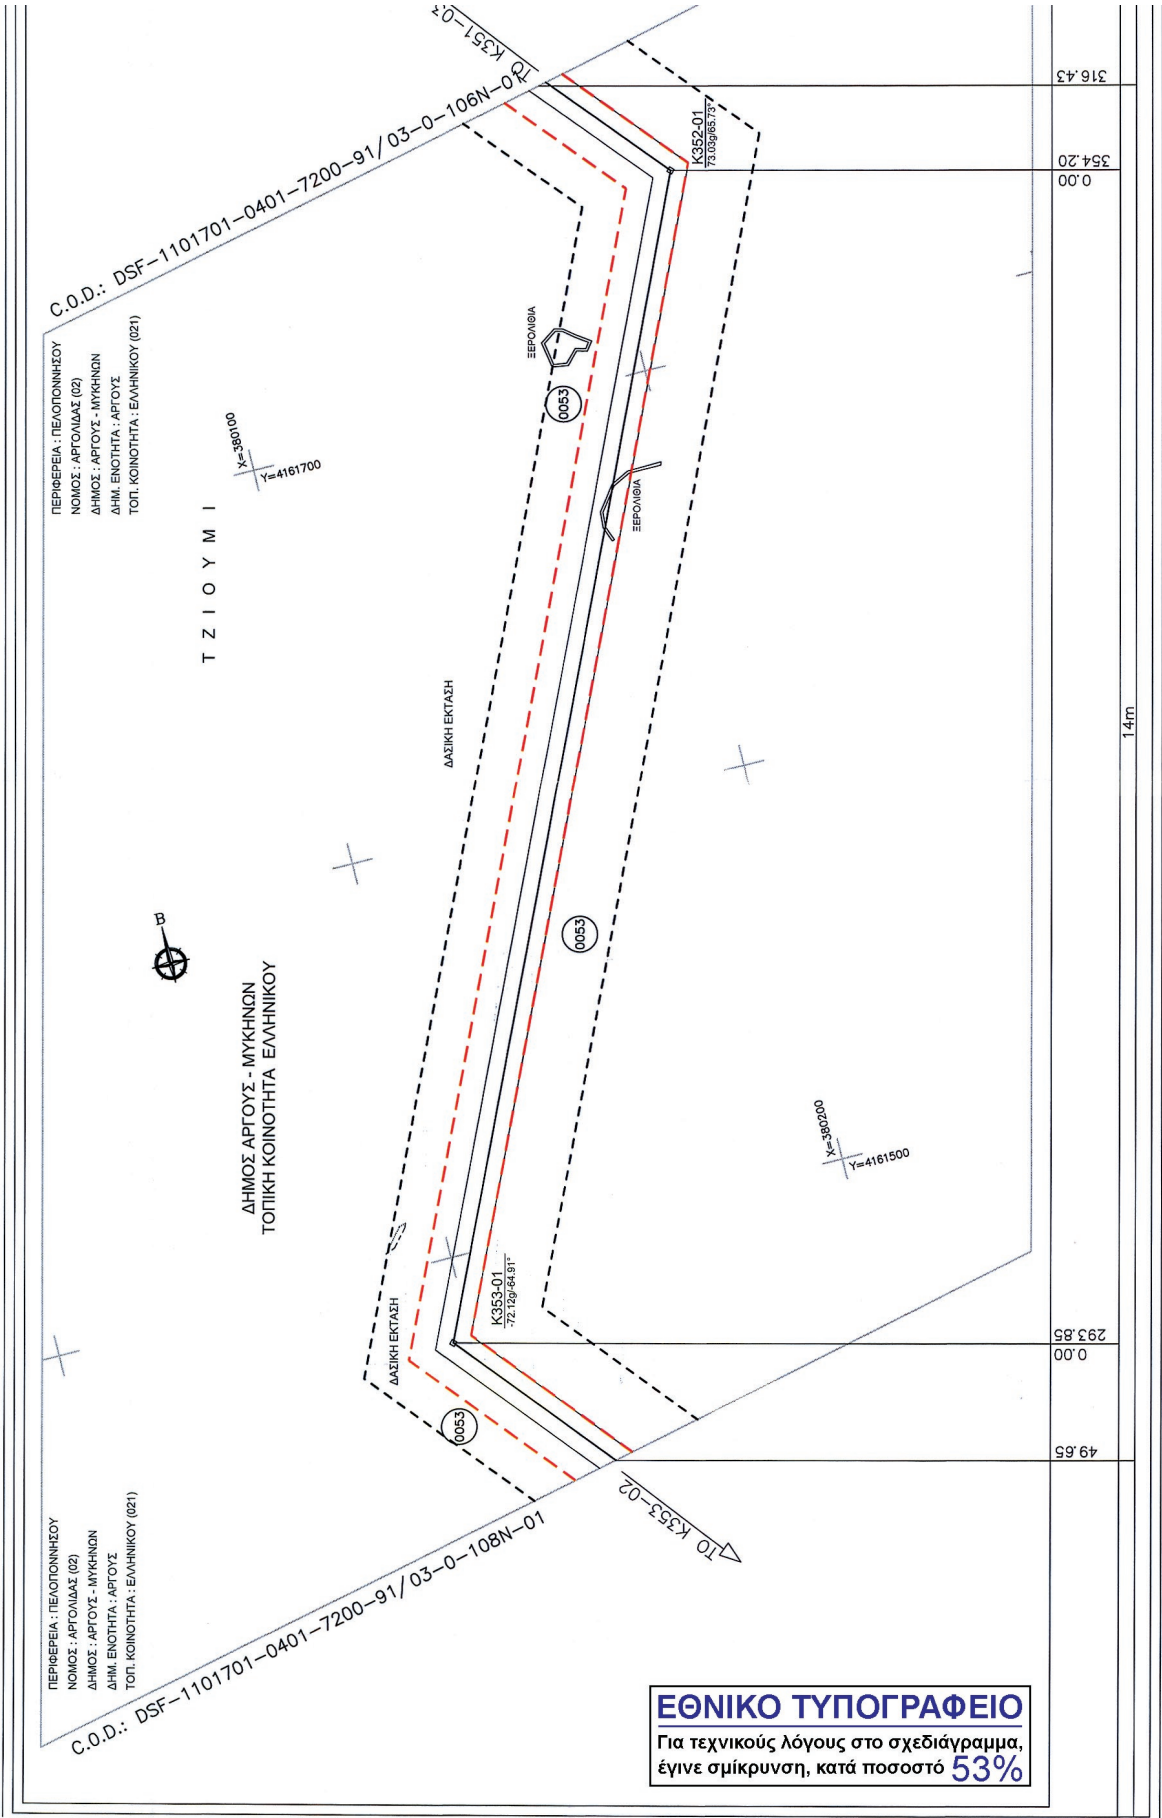 TO K351-03
C.O.D.: DSF-1101701-0401-7200-91/03-0-106N-01
316.43
K352-01
73.03g/65.73°
354.20
0.00
ΠΕΡΙΦΕΡΕΙΑ : ΠΕΛΟΠΟΝΝΗΣΟΥ
ΝΟΜΟΣ : ΑΡΓΟΛΙΔΑΣ (02)
ΔΗΜΟΣ : ΑΡΓΟΥΣ - ΜΥΚΗΝΩΝ
ΔΗΜ. ΕΝΟΤΗΤΑ : ΑΡΓΟΥΣ
ΤΟΠ. ΚΟΙΝΟΤΗΤΑ : ΕΛΛΗΝΙΚΟΥ (021)
X=380100
Y=4161700
ΞΕΡΟΛΙΘΙΑ
0053
ΞΕΡΟΛΙΘΙΑ
Τ Ζ Ι Ο Υ Μ Ι
ΔΑΣΙΚΗ ΕΚΤΑΣΗ
14m
B
0053
ΔΗΜΟΣ ΑΡΓΟΥΣ - ΜΥΚΗΝΩΝ
ΤΟΠΙΚΗ ΚΟΙΝΟΤΗΤΑ ΕΛΛΗΝΙΚΟΥ
X=380200
Y=4161500
K353-01
-72.12g/-64.91°
ΔΑΣΙΚΗ ΕΚΤΑΣΗ
293.85
0.00
0053
49.65
TO K353-02
ΠΕΡΙΦΕΡΕΙΑ : ΠΕΛΟΠΟΝΝΗΣΟΥ
ΝΟΜΟΣ : ΑΡΓΟΛΙΔΑΣ (02)
ΔΗΜΟΣ : ΑΡΓΟΥΣ - ΜΥΚΗΝΩΝ
ΔΗΜ. ΕΝΟΤΗΤΑ : ΑΡΓΟΥΣ
ΤΟΠ. ΚΟΙΝΟΤΗΤΑ : ΕΛΛΗΝΙΚΟΥ (021)
C.O.D.: DSF-1101701-0401-7200-91/03-0-108N-01
ΕΘΝΙΚΟ ΤΥΠΟΓΡΑΦΕΙΟ
Για τεχνικούς λόγους στο σχεδιάγραμμα,
έγινε σμίκρυνση, κατά ποσοστό 53%